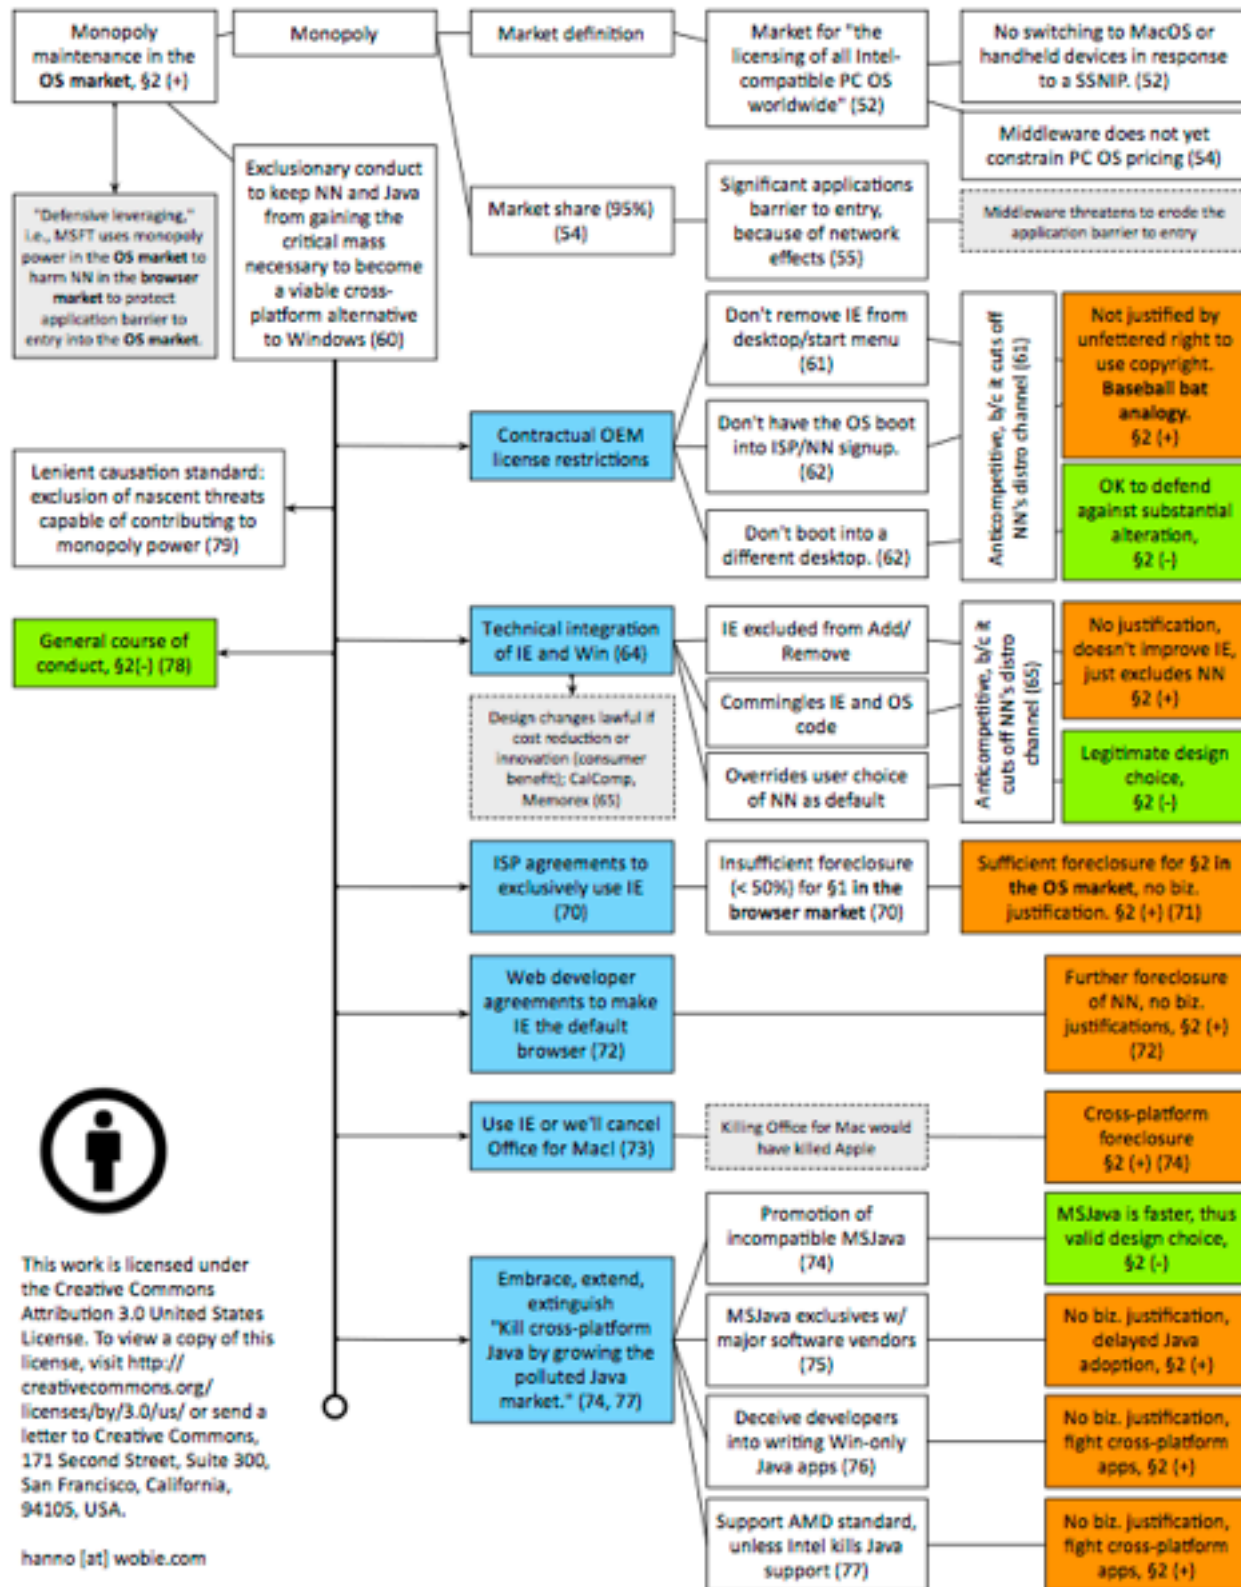 Monopoly
maintenance in the
OS market, §2 (+)
Monopoly
Market definition
Market for "the
licensing of all Intel-
compatible PC OS
worldwide" (52)
No switching to MacOS or
handheld devices in response
to a SSNIP. (52)
Middleware does not yet
constrain PC OS pricing (54)
"Defensive leveraging,"
i.e., MSFT uses monopoly
power in the OS market to
harm NN in the browser
market to protect
application barrier to
entry into the OS market.
Exclusionary conduct
to keep NN and Java
from gaining the
critical mass
necessary to become
a viable cross-
platform alternative
to Windows (60)
Market share (95%)
(54)
Significant applications
barrier to entry,
because of network
effects (55)
Middleware threatens to erode the
application barrier to entry
Contractual OEM
license restrictions
Don't remove IE from
desktop/start menu
(61)
Don't have the OS boot
into ISP/NN signup.
(62)
Don't boot into a
different desktop. (62)
Anticompetitive, b/c it cuts off
NN's distro channel (61)
Not justified by
unfettered right to
use copyright.
Baseball bat
analogy.
§2 (+)
OK to defend
against substantial
alteration,
§2 (-)
Lenient causation standard:
exclusion of nascent threats
capable of contributing to
monopoly power (79)
General course of
conduct, §2(-) (78)
Technical integration
of IE and Win (64)
Design changes lawful if
cost reduction or
innovation (consumer
benefit); CalComp,
Memorex (65)
IE excluded from Add/
Remove
Commingles IE and OS
code
Overrides user choice
of NN as default
Anticompetitive, b/c it
cuts off NN's distro
channel (65)
No justification,
doesn't improve IE,
just excludes NN
§2 (+)
Legitimate design
choice,
§2 (-)
ISP agreements to
exclusively use IE
(70)
Insufficient foreclosure
(< 50%) for §1 in the
browser market (70)
Sufficient foreclosure for §2 in
the OS market, no biz.
justification. §2 (+) (71)
Web developer
agreements to make
IE the default
browser (72)
Further foreclosure
of NN, no biz.
justifications, §2 (+)
(72)
Use IE or we'll cancel
Office for Mac! (73)
Killing Office for Mac would
have killed Apple
Cross-platform
foreclosure
§2 (+) (74)
Embrace, extend,
extinguish
"Kill cross-platform
Java by growing the
polluted Java
market." (74, 77)
Promotion of
incompatible MSJava
(74)
MSJava is faster, thus
valid design choice,
§2 (-)
MSJava exclusives w/
major software vendors
(75)
No biz. justification,
delayed Java
adoption, §2 (+)
Deceive developers
into writing Win-only
Java apps (76)
No biz. justification,
fight cross-platform
apps, §2 (+)
Support AMD standard,
unless Intel kills Java
support (77)
No biz. justification,
fight cross-platform
apps, §2 (+)
This work is licensed under
the Creative Commons
Attribution 3.0 United States
License. To view a copy of this
license, visit http://
creativecommons.org/
licenses/by/3.0/us/ or send a
letter to Creative Commons,
171 Second Street, Suite 300,
San Francisco, California,
94105, USA.
hanno [at] wobie.com